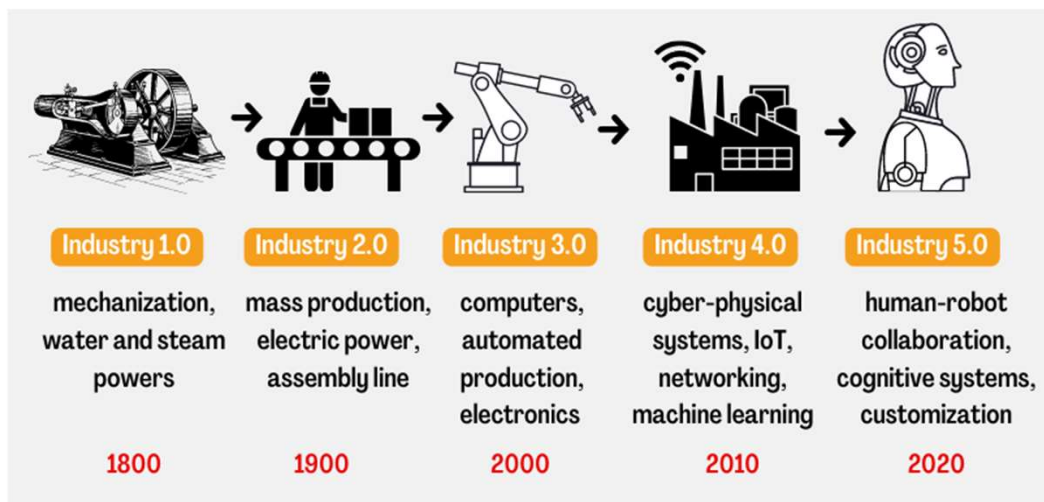 Industry 1.0
mechanization,
water and steam
powers
1800
Industry 2.0
mass production,
electric power,
assembly line
1900
Industry 3.0
computers,
automated
production,
electronics
2000
Industry 4.0
cyber-physical
systems, IoT,
networking,
machine learning
2010
Industry 5.0
human-robot
collaboration,
cognitive systems,
customization
2020